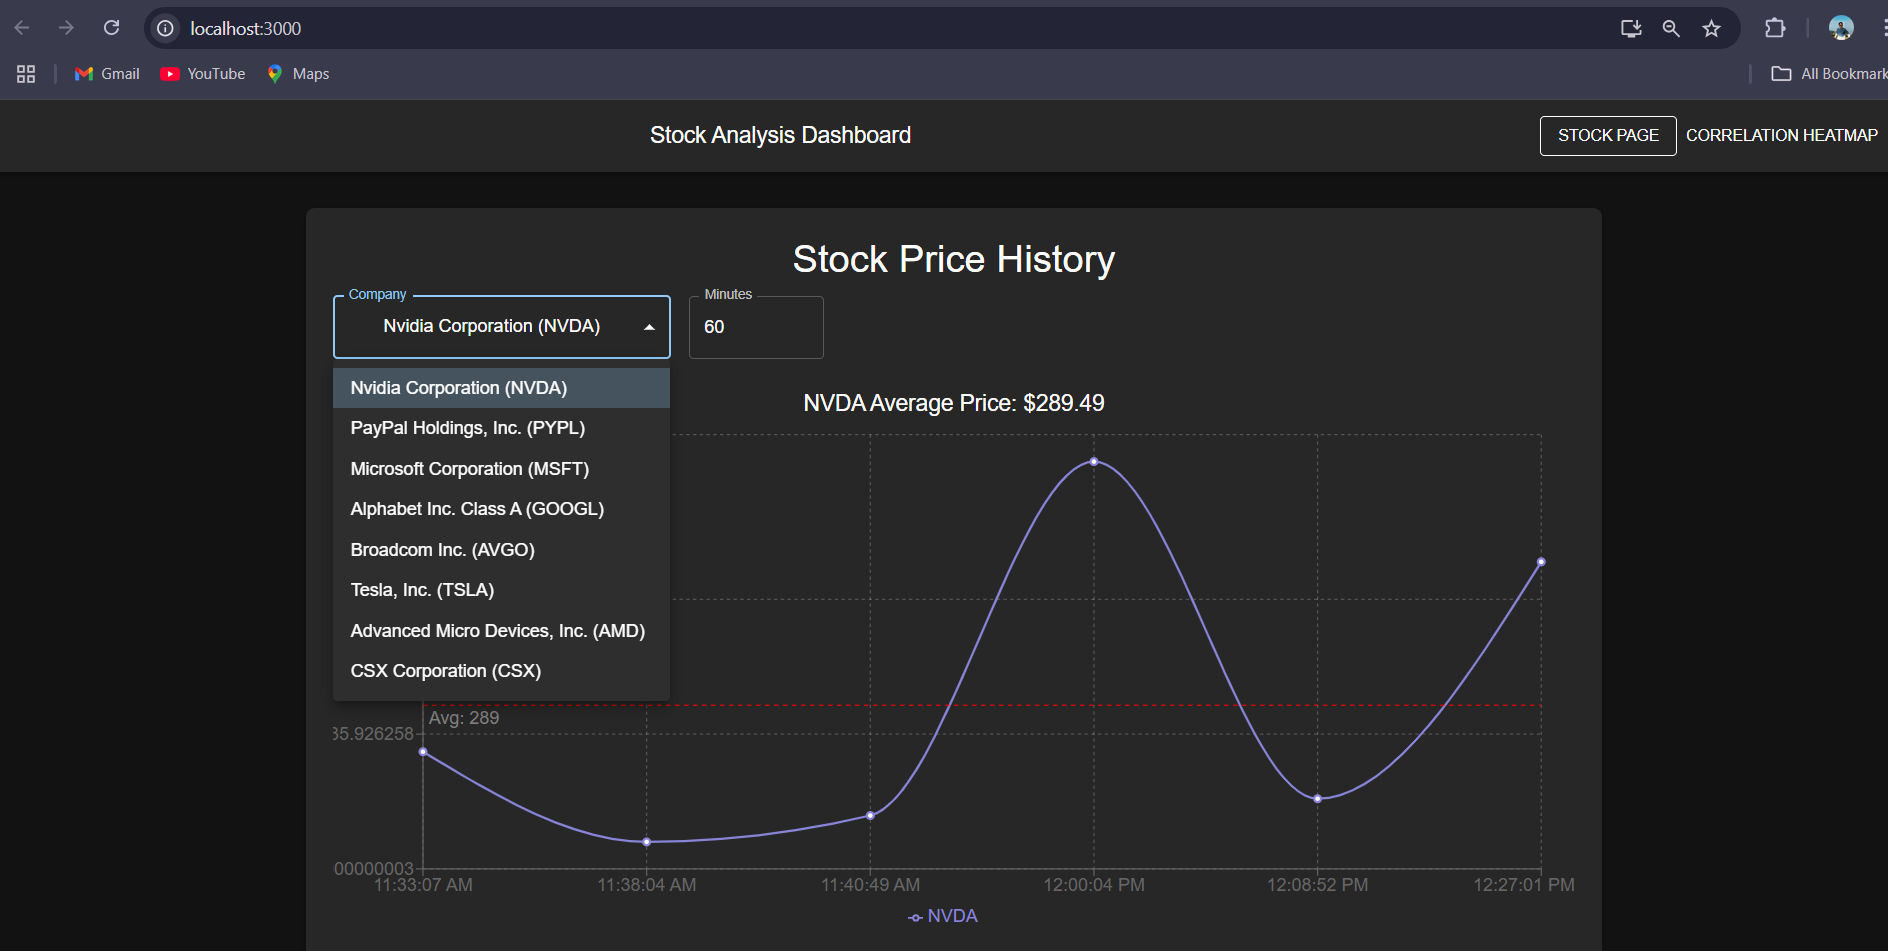 localhost:3000
Gmail YouTube Maps All Bookmark
Stock Analysis Dashboard STOCK PAGE CORRELATION HEATMAP
Stock Price History
Company Minutes
Nvidia Corporation (NVDA) 60
Nvidia Corporation (NVDA)
PayPal Holdings, Inc. (PYPL)
Microsoft Corporation (MSFT)
Alphabet Inc. Class A (GOOGL)
Broadcom Inc. (AVGO)
Tesla, Inc. (TSLA)
Advanced Micro Devices, Inc. (AMD)
CSX Corporation (CSX)
NVDA Average Price: $289.49
Avg: 289
35.926258
00000003
11:33:07 AM 11:38:04 AM 11:40:49 AM 12:00:04 PM 12:08:52 PM 12:27:01 PM
NVDA